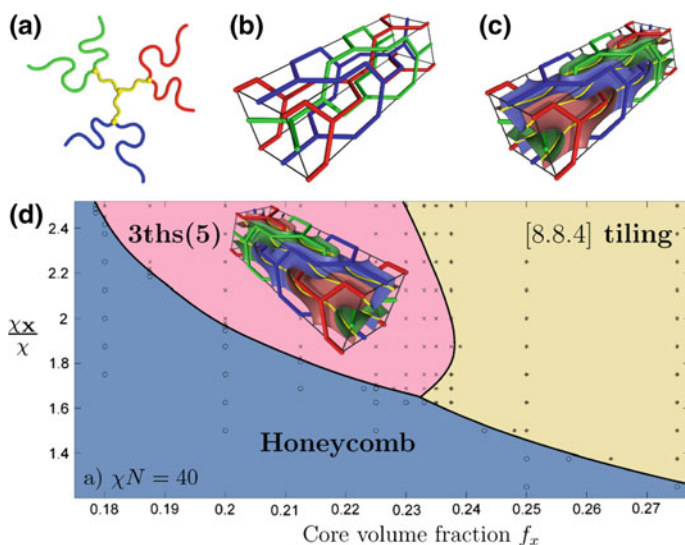 (a)
(b)
(c)
(d)
3ths(5)
[8.8.4] tiling
Honeycomb
a) χN = 40
χx/χ
2.4
2.2
2
1.8
1.6
1.4
0.18 0.19 0.2 0.21 0.22 0.23 0.24 0.25 0.26 0.27
Core volume fraction fx